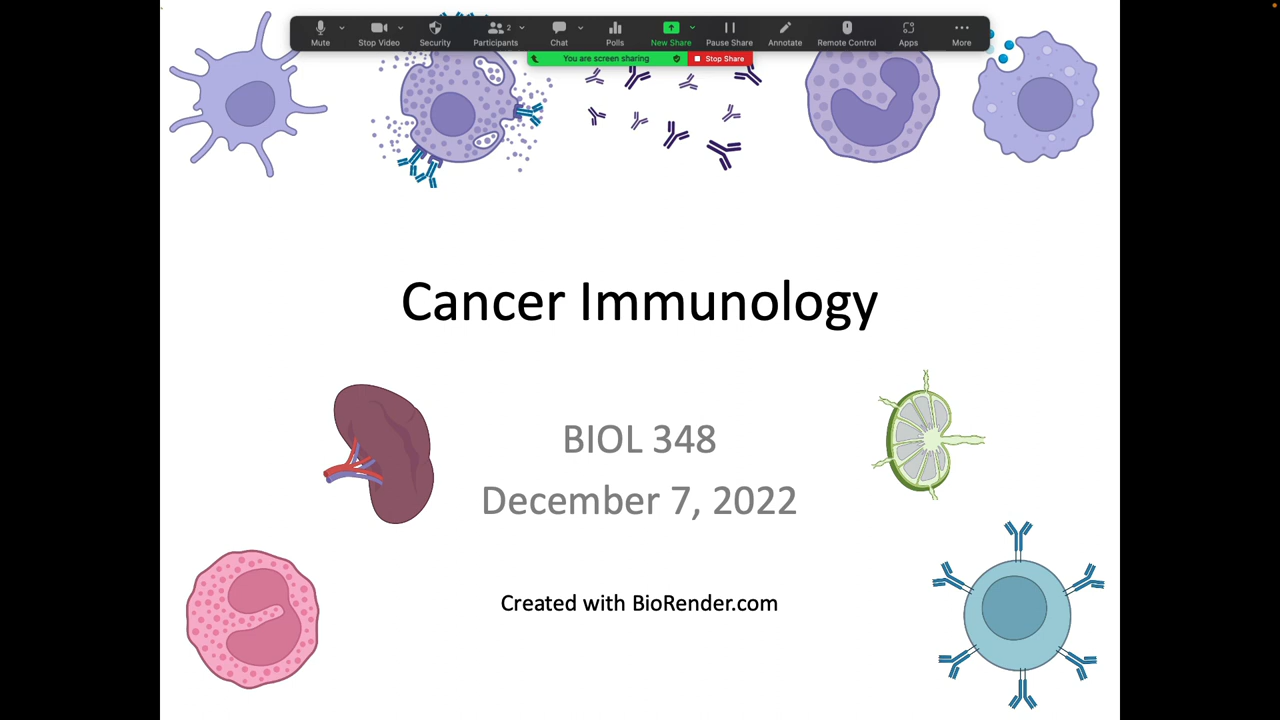 Mute Stop Video Security Participants 2 Chat Polls New Share Pause Share Annotate Remote Control Apps More
You are screen sharing Stop Share
Cancer Immunology
BIOL 348
December 7, 2022
Created with BioRender.com